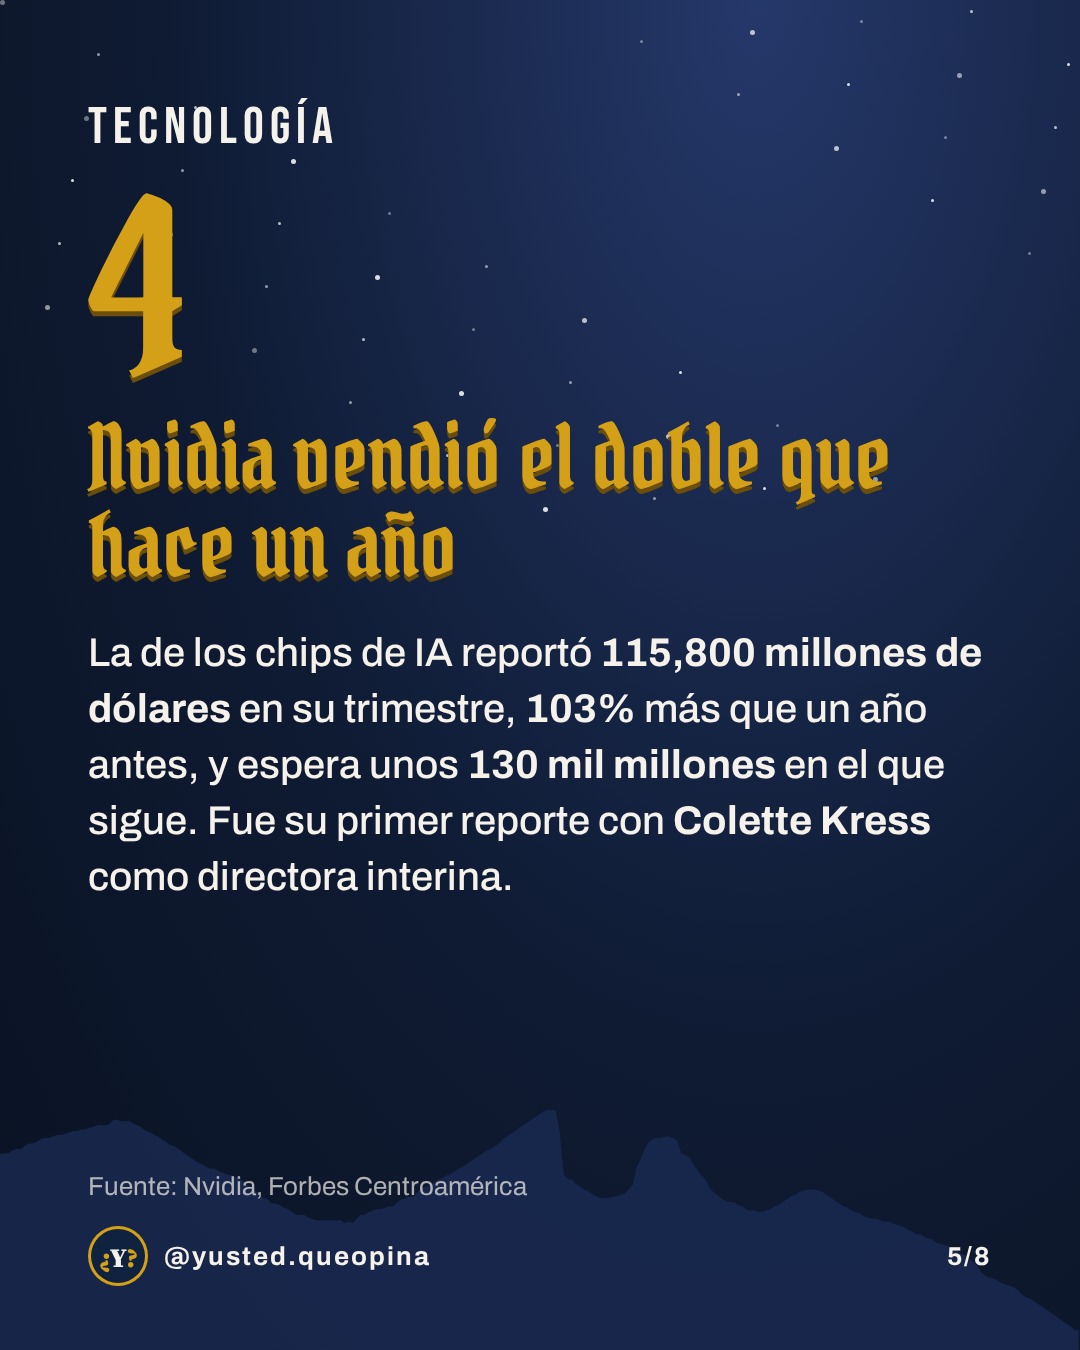 TECNOLOGÍA
4
Nvidia vendió el doble que
hace un año
La de los chips de IA reportó 115,800 millones de
dólares en su trimestre, 103% más que un año
antes, y espera unos 130 mil millones en el que
sigue. Fue su primer reporte con Colette Kress
como directora interina.
Fuente: Nvidia, Forbes Centroamérica
¿Y?
@yusted.queopina
5/8